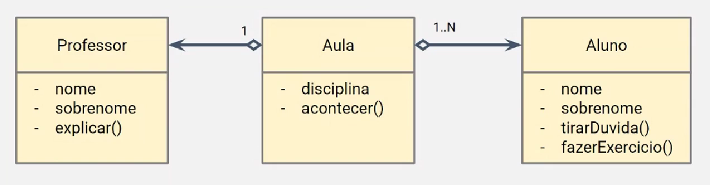 Professor
- nome
- sobrenome
- explicar()
1
Aula
- disciplina
- acontecer()
1..N
Aluno
- nome
- sobrenome
- tirarDuvida()
- fazerExercicio()